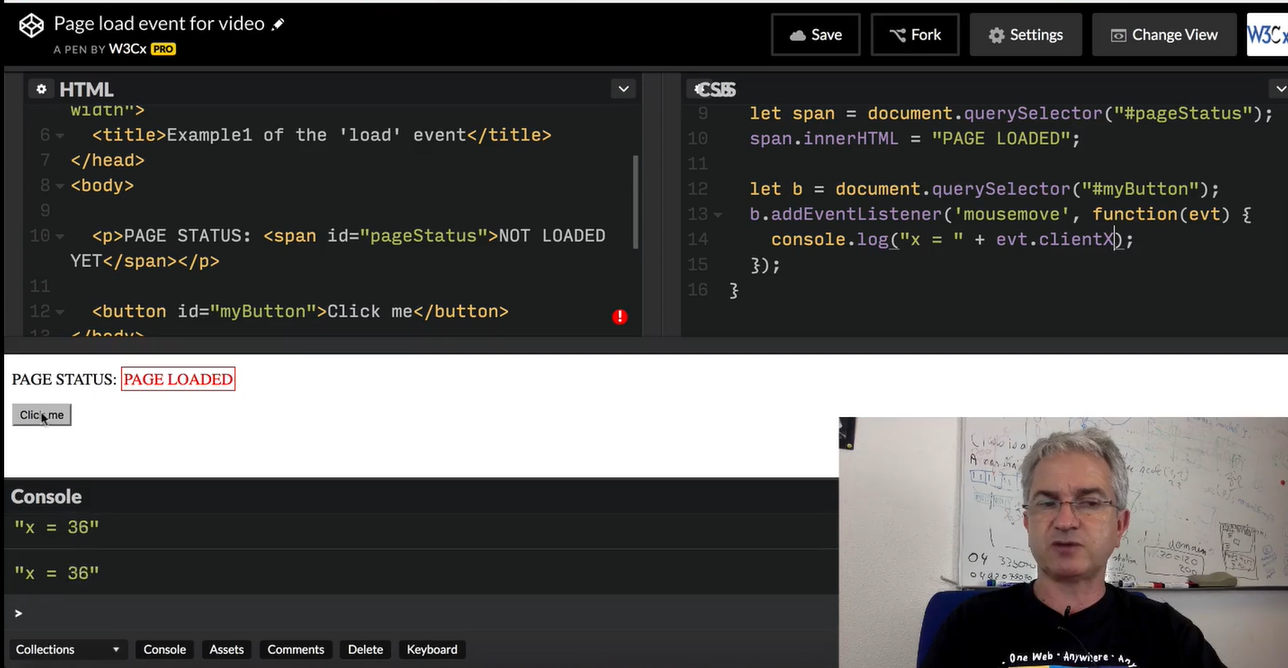 Page load event for video
A PEN BY W3Cx PRO
Save
Fork
Settings
Change View
W3Cx
HTML
width">
6 <title>Example1 of the 'load' event</title>
7 </head>
8 <body>
9
10 <p>PAGE STATUS: <span id="pageStatus">NOT LOADED
YET</span></p>
11
12 <button id="myButton">Click me</button>
13 </body>
9 let span = document.querySelector("#pageStatus");
10 span.innerHTML = "PAGE LOADED";
11
12 let b = document.querySelector("#myButton");
13 b.addEventListener('mousemove', function(evt) {
14 console.log("x = " + evt.clientX);
15 });
16 }
PAGE STATUS: PAGE LOADED
Click me
Console
"x = 36"
"x = 36"
>
Collections
Console
Assets
Comments
Delete
Keyboard
domain
04
. One Web · Anywhere · Any